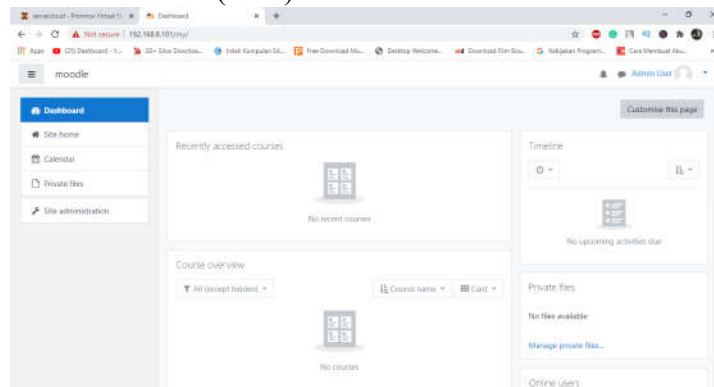 Dashboard
Not secure 192.168.8.101/my/
Apps
moodle
Admin User
Dashboard
Customise this page
Site home
Calendar
Private files
Site administration
Recently accessed courses
No recent courses
Timeline
No upcoming activities due
Course overview
All (except hidden)
Course name
Card
No courses
Private files
No files available
Manage private files...
Online users